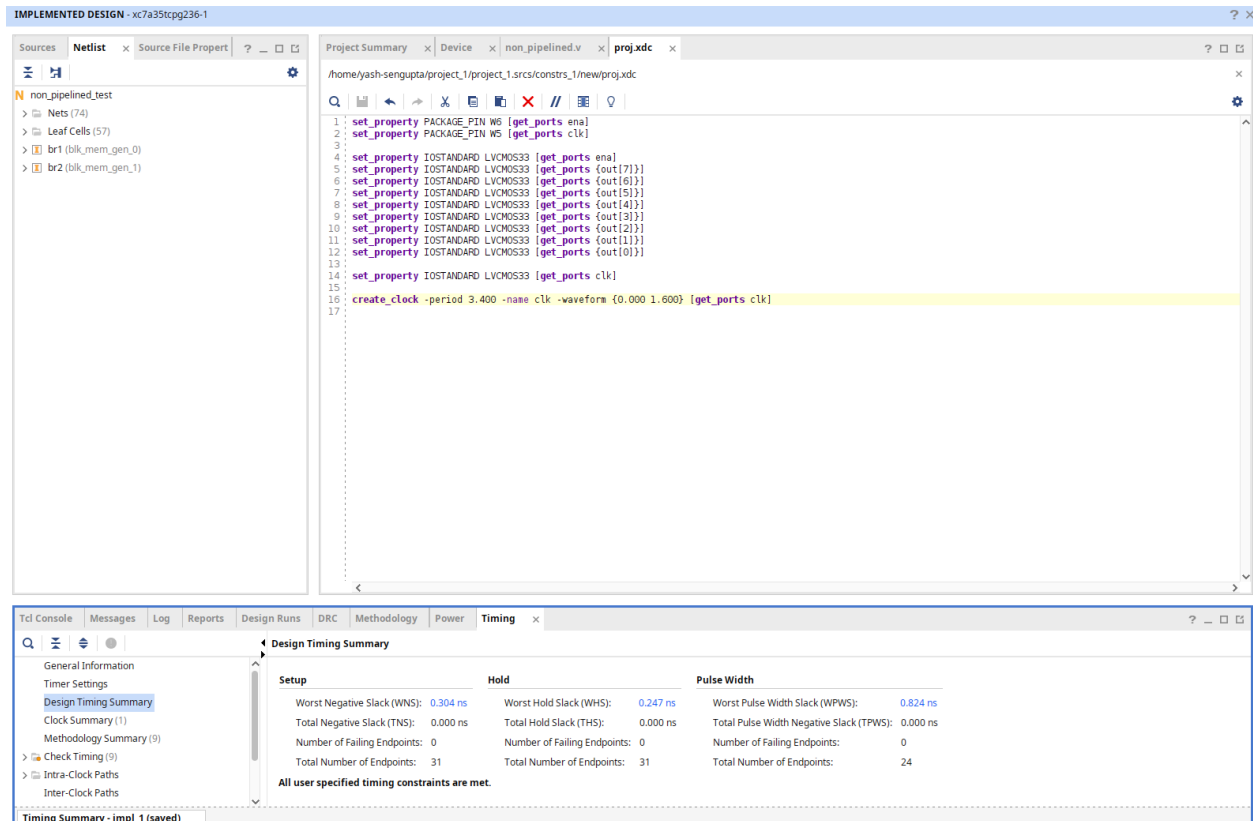 IMPLEMENTED DESIGN - xc7a35tcpg236-1
Sources Netlist Source File Propert
non_pipelined_test
Nets (74)
Leaf Cells (57)
br1 (blk_mem_gen_0)
br2 (blk_mem_gen_1)
Project Summary Device non_pipelined.v proj.xdc
/home/yash-sengupta/project_1/project_1.srcs/constrs_1/new/proj.xdc
1 set_property PACKAGE_PIN W6 [get_ports ena]
2 set_property PACKAGE_PIN W5 [get_ports clk]
3
4 set_property IOSTANDARD LVCMOS33 [get_ports ena]
5 set_property IOSTANDARD LVCMOS33 [get_ports {out[7]}]
6 set_property IOSTANDARD LVCMOS33 [get_ports {out[6]}]
7 set_property IOSTANDARD LVCMOS33 [get_ports {out[5]}]
8 set_property IOSTANDARD LVCMOS33 [get_ports {out[4]}]
9 set_property IOSTANDARD LVCMOS33 [get_ports {out[3]}]
10 set_property IOSTANDARD LVCMOS33 [get_ports {out[2]}]
11 set_property IOSTANDARD LVCMOS33 [get_ports {out[1]}]
12 set_property IOSTANDARD LVCMOS33 [get_ports {out[0]}]
13
14 set_property IOSTANDARD LVCMOS33 [get_ports clk]
15
16 create_clock -period 3.400 -name clk -waveform {0.000 1.600} [get_ports clk]
17
Tcl Console Messages Log Reports Design Runs DRC Methodology Power Timing
Design Timing Summary
General Information
Timer Settings
Design Timing Summary
Clock Summary (1)
Methodology Summary (9)
Check Timing (9)
Intra-Clock Paths
Inter-Clock Paths
Setup Hold Pulse Width
Worst Negative Slack (WNS): 0.304 ns Worst Hold Slack (WHS): 0.247 ns Worst Pulse Width Slack (WPWS): 0.824 ns
Total Negative Slack (TNS): 0.000 ns Total Hold Slack (THS): 0.000 ns Total Pulse Width Negative Slack (TPWS): 0.000 ns
Number of Failing Endpoints: 0 Number of Failing Endpoints: 0 Number of Failing Endpoints: 0
Total Number of Endpoints: 31 Total Number of Endpoints: 31 Total Number of Endpoints: 24
All user specified timing constraints are met.
Timing Summary - impl_1 (saved)